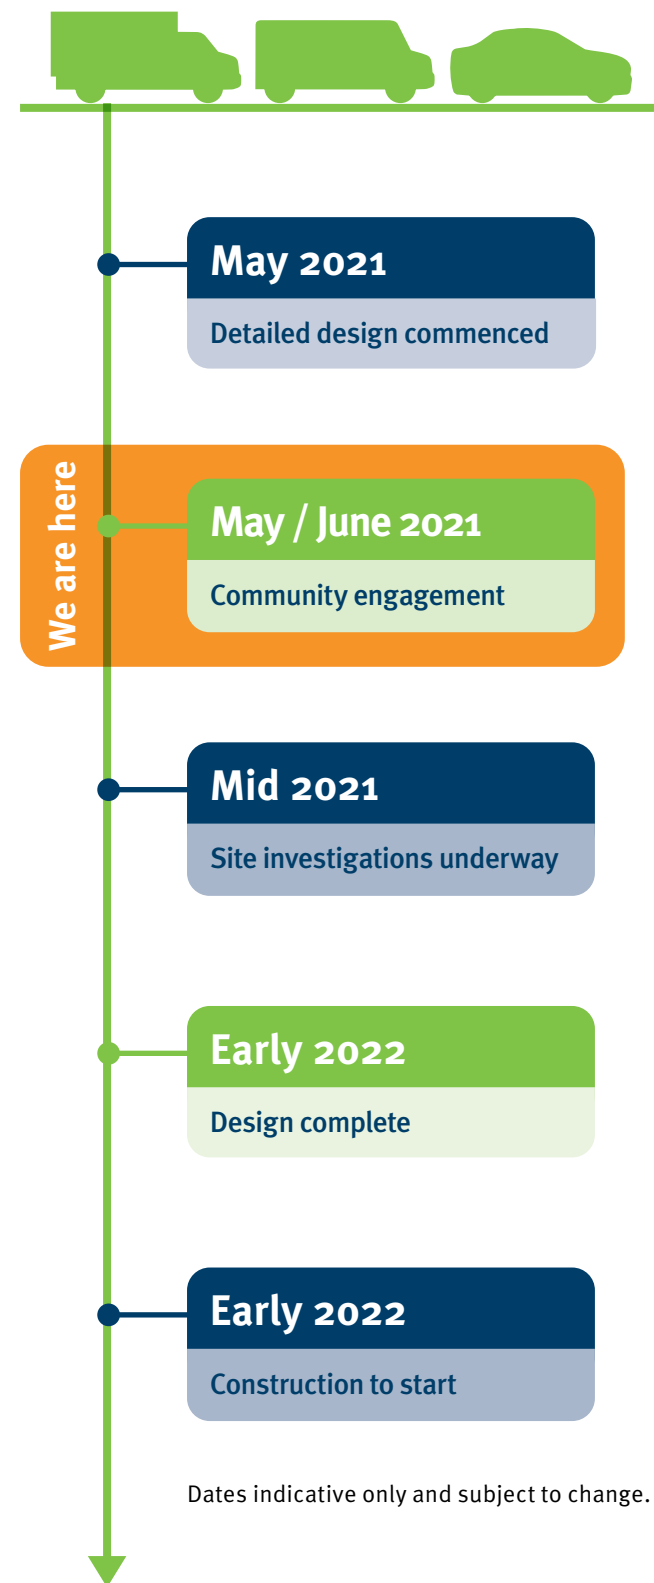 May 2021
Detailed design commenced
We are here
May / June 2021
Community engagement
Mid 2021
Site investigations underway
Early 2022
Design complete
Early 2022
Construction to start
Dates indicative only and subject to change.